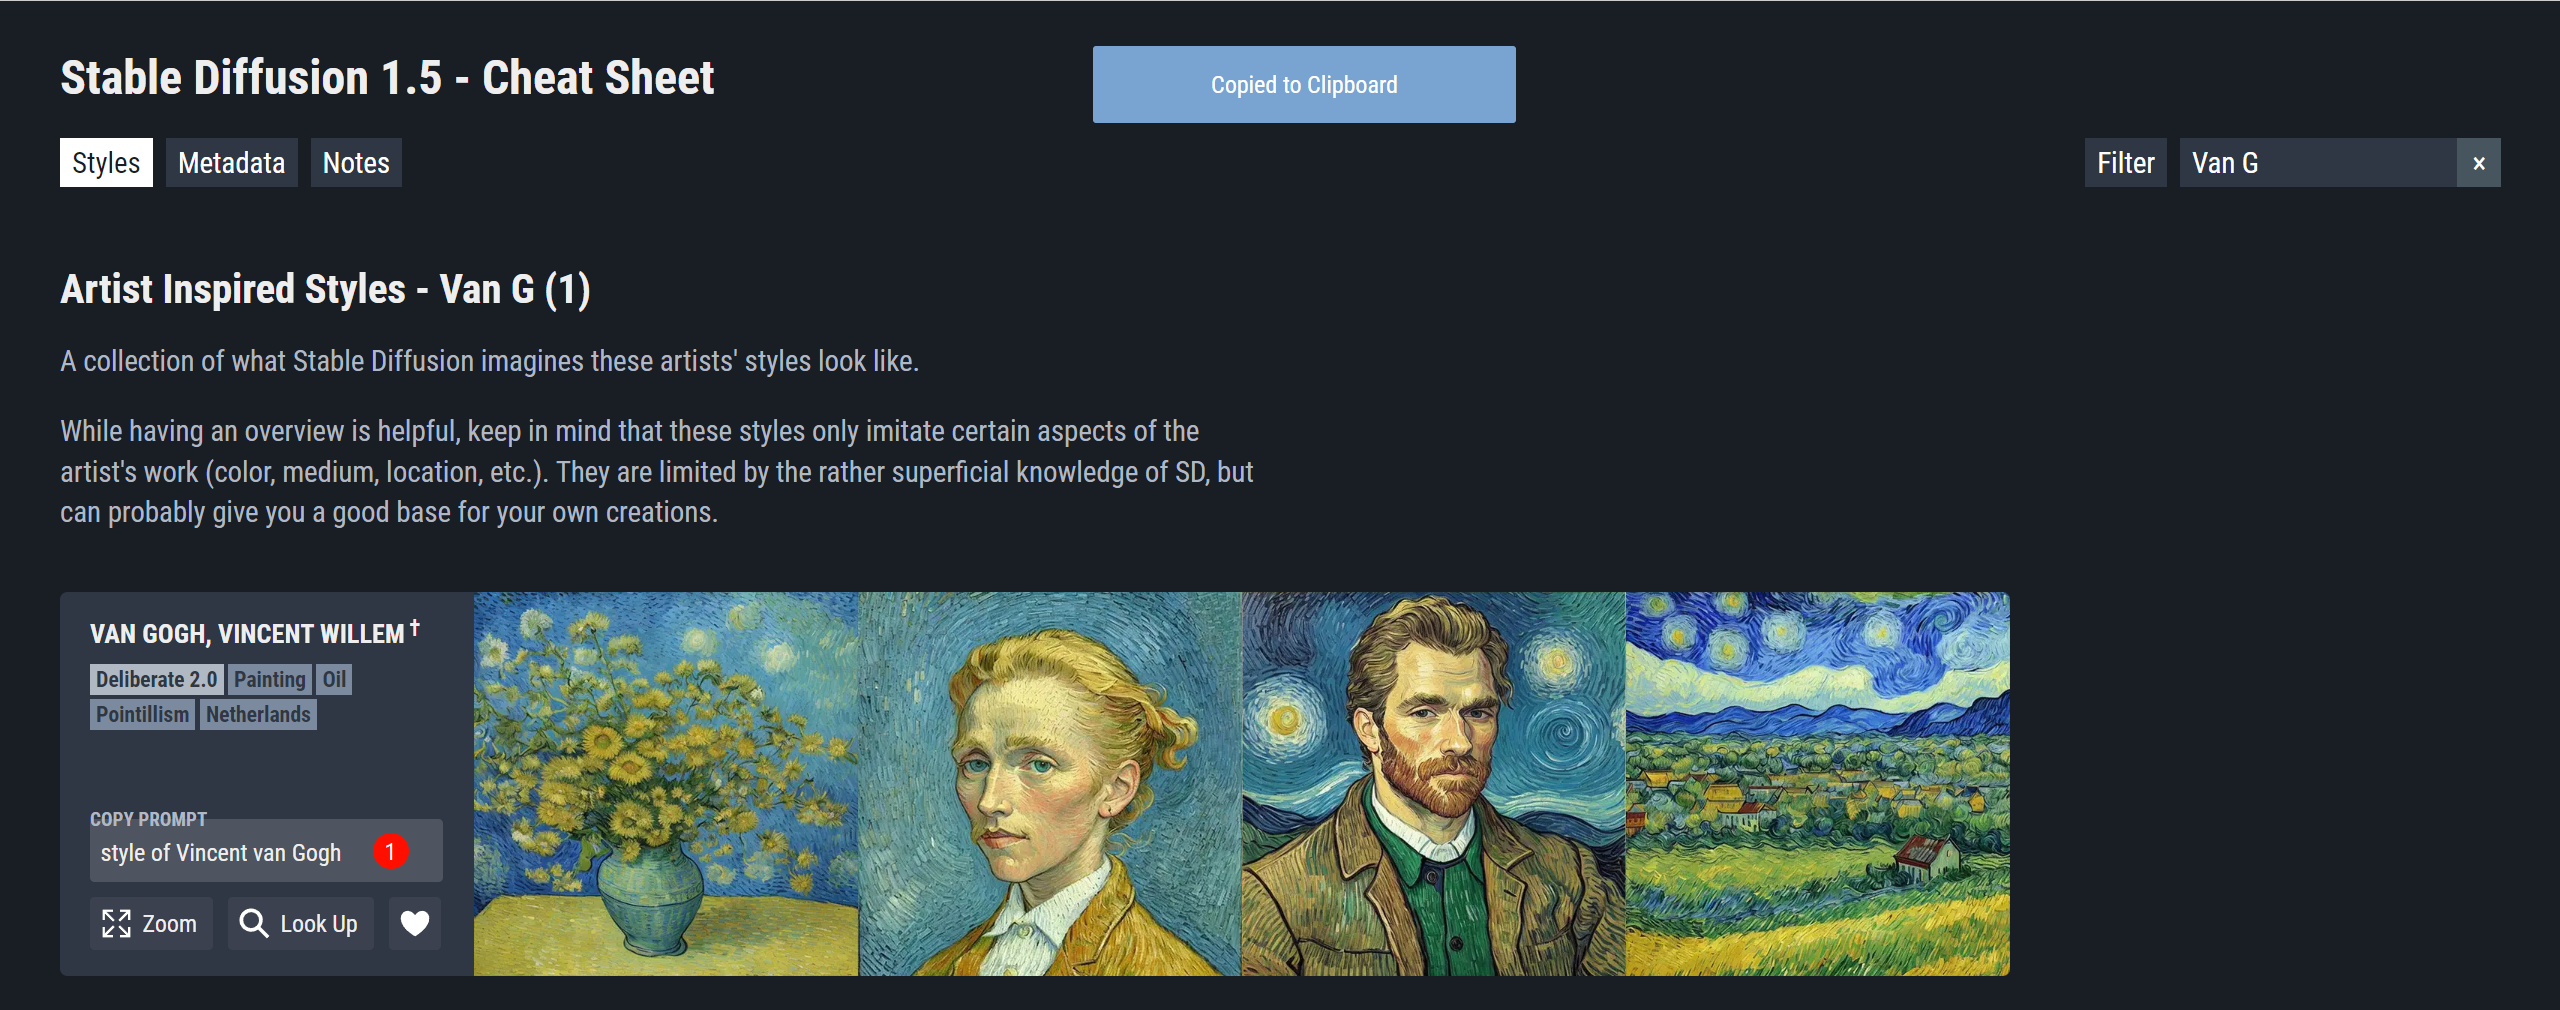 Stable Diffusion 1.5 - Cheat Sheet
Copied to Clipboard
Styles
Metadata
Notes
Filter
Van G
×
Artist Inspired Styles - Van G (1)
A collection of what Stable Diffusion imagines these artists' styles look like.
While having an overview is helpful, keep in mind that these styles only imitate certain aspects of the
artist's work (color, medium, location, etc.). They are limited by the rather superficial knowledge of SD, but
can probably give you a good base for your own creations.
VAN GOGH, VINCENT WILLEM †
Deliberate 2.0 Painting Oil
Pointillism Netherlands
COPY PROMPT
style of Vincent van Gogh 1
Zoom
Look Up